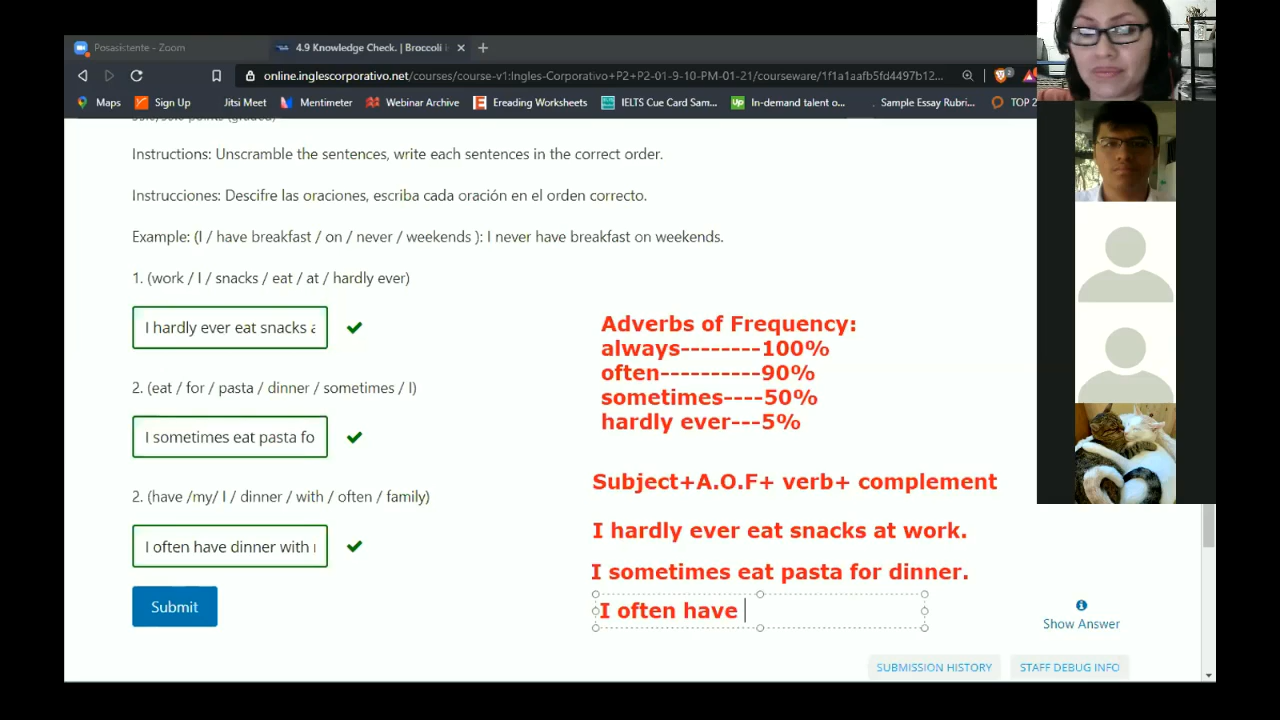 Posasistente - Zoom
4.9 Knowledge Check. | Broccoli i
online.inglescorporativo.net/courses/course-v1:Ingles-Corporativo+P2+P2-01-9-10-PM-01-21/courseware/1f1a1aafb5fd4497b12...
Maps Sign Up Jitsi Meet Mentimeter Webinar Archive Ereading Worksheets IELTS Cue Card Sam... In-demand talent o... Sample Essay Rubri... TOP 2
Instructions: Unscramble the sentences, write each sentences in the correct order.
Instrucciones: Descifre las oraciones, escriba cada oración en el orden correcto.
Example: (I / have breakfast / on / never / weekends ): I never have breakfast on weekends.
1. (work / I / snacks / eat / at / hardly ever)
I hardly ever eat snacks a
2. (eat / for / pasta / dinner / sometimes / I)
I sometimes eat pasta fo
2. (have /my/ I / dinner / with / often / family)
I often have dinner with
Submit
Adverbs of Frequency:
always--------100%
often----------90%
sometimes----50%
hardly ever---5%
Subject+A.O.F+ verb+ complement
I hardly ever eat snacks at work.
I sometimes eat pasta for dinner.
I often have
Show Answer
SUBMISSION HISTORY STAFF DEBUG INFO